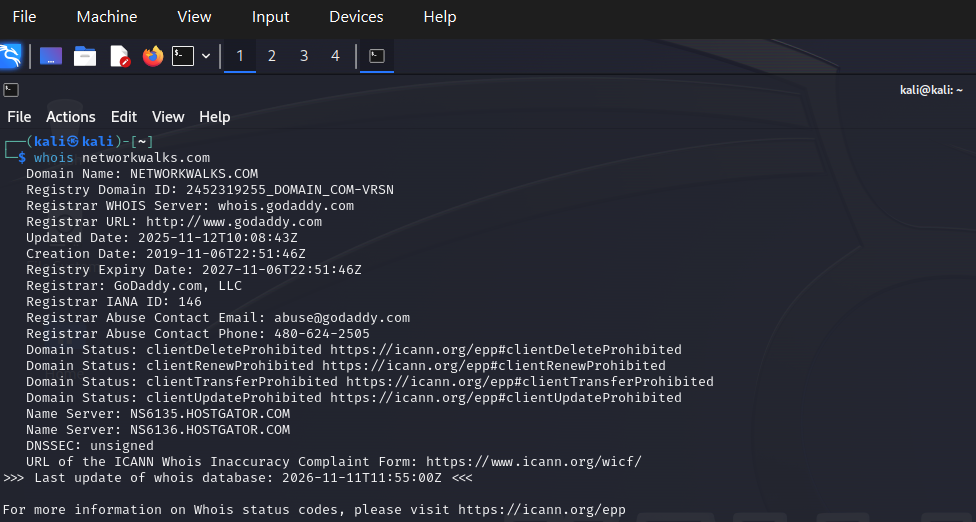 File Machine View Input Devices Help
1 2 3 4
kali@kali: ~
File Actions Edit View Help
┌──(kali㉿kali)-[~]
└─$ whois networkwalks.com
Domain Name: NETWORKWALKS.COM
Registry Domain ID: 2452319255_DOMAIN_COM-VRSN
Registrar WHOIS Server: whois.godaddy.com
Registrar URL: http://www.godaddy.com
Updated Date: 2025-11-12T10:08:43Z
Creation Date: 2019-11-06T22:51:46Z
Registry Expiry Date: 2027-11-06T22:51:46Z
Registrar: GoDaddy.com, LLC
Registrar IANA ID: 146
Registrar Abuse Contact Email: abuse@godaddy.com
Registrar Abuse Contact Phone: 480-624-2505
Domain Status: clientDeleteProhibited https://icann.org/epp#clientDeleteProhibited
Domain Status: clientRenewProhibited https://icann.org/epp#clientRenewProhibited
Domain Status: clientTransferProhibited https://icann.org/epp#clientTransferProhibited
Domain Status: clientUpdateProhibited https://icann.org/epp#clientUpdateProhibited
Name Server: NS6135.HOSTGATOR.COM
Name Server: NS6136.HOSTGATOR.COM
DNSSEC: unsigned
URL of the ICANN Whois Inaccuracy Complaint Form: https://www.icann.org/wicf/
>>> Last update of whois database: 2026-11-11T11:55:00Z <<<
For more information on Whois status codes, please visit https://icann.org/epp